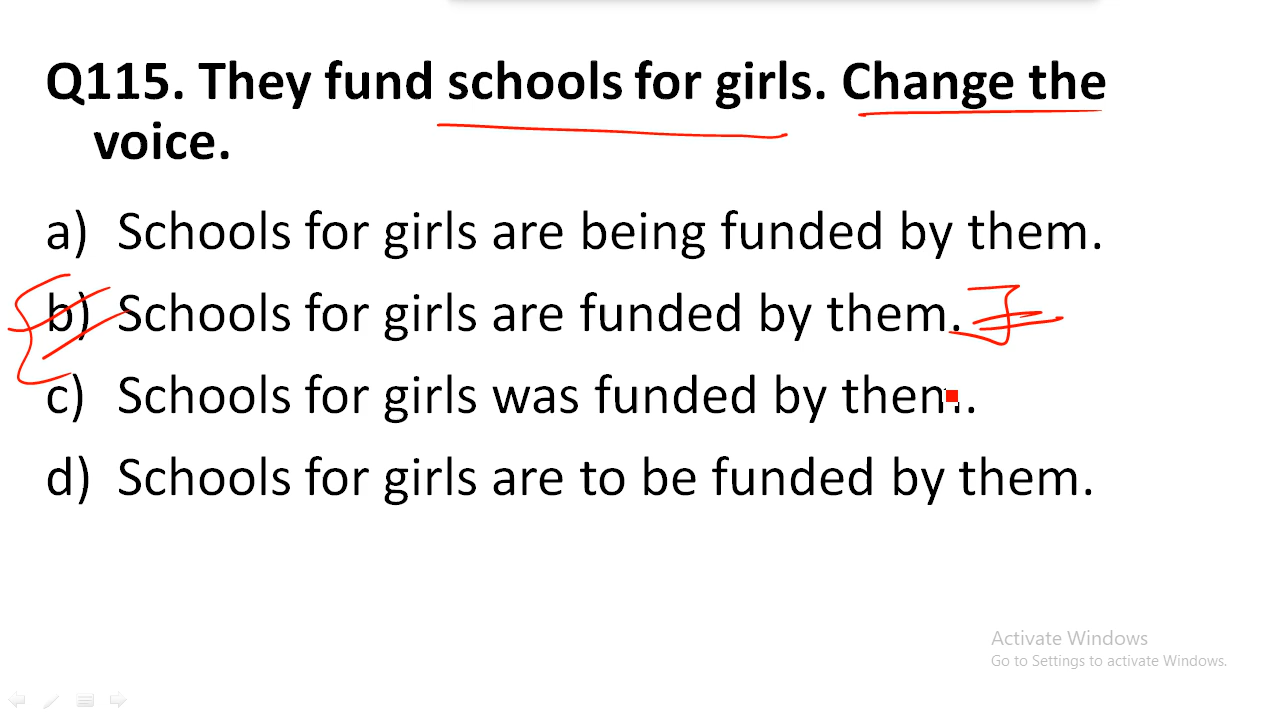 Q115. They fund schools for girls. Change the
voice.
a) Schools for girls are being funded by them.
b) Schools for girls are funded by them.
c) Schools for girls was funded by them.
d) Schools for girls are to be funded by them.
Activate Windows
Go to Settings to activate Windows.